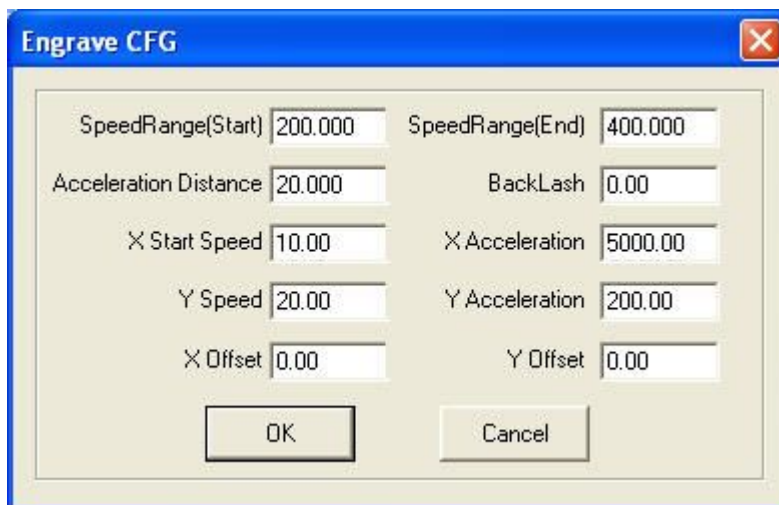 Engrave CFG
SpeedRange(Start) 200.000 SpeedRange(End) 400.000
Acceleration Distance 20.000 BackLash 0.00
X Start Speed 10.00 X Acceleration 5000.00
Y Speed 20.00 Y Acceleration 200.00
X Offset 0.00 Y Offset 0.00
OK Cancel